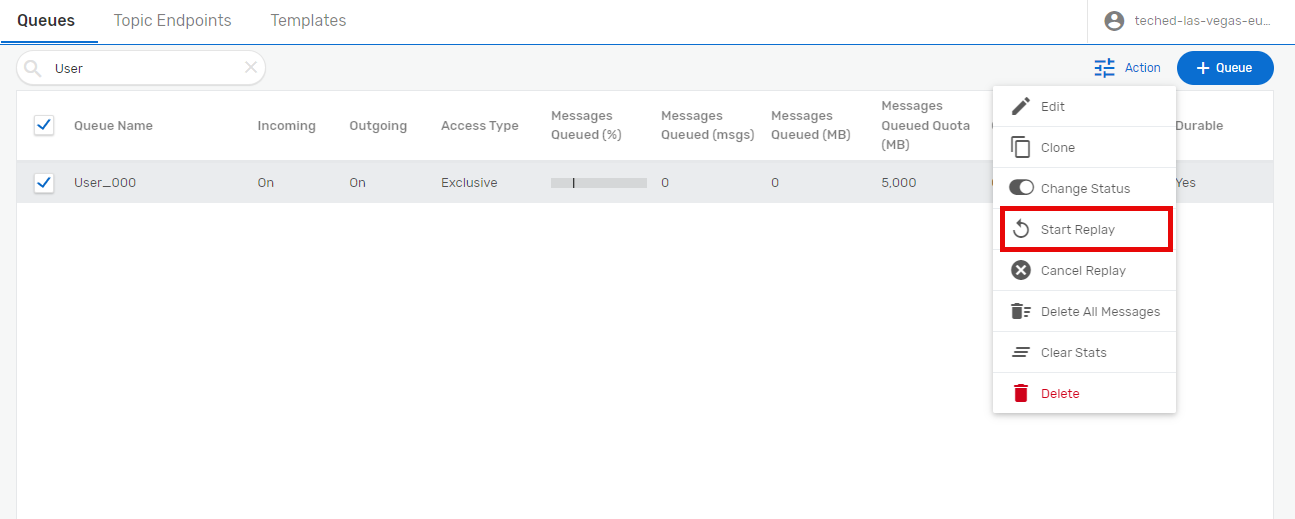 Queues Topic Endpoints Templates teched-las-vegas-eu...
User Action + Queue
Queue Name Incoming Outgoing Access Type Messages Queued (%) Messages Queued (msgs) Messages Queued (MB) Messages Queued Quota (MB) Durable
User_000 On On Exclusive 0 0 5,000 Yes
Edit
Clone
Change Status
Start Replay
Cancel Replay
Delete All Messages
Clear Stats
Delete